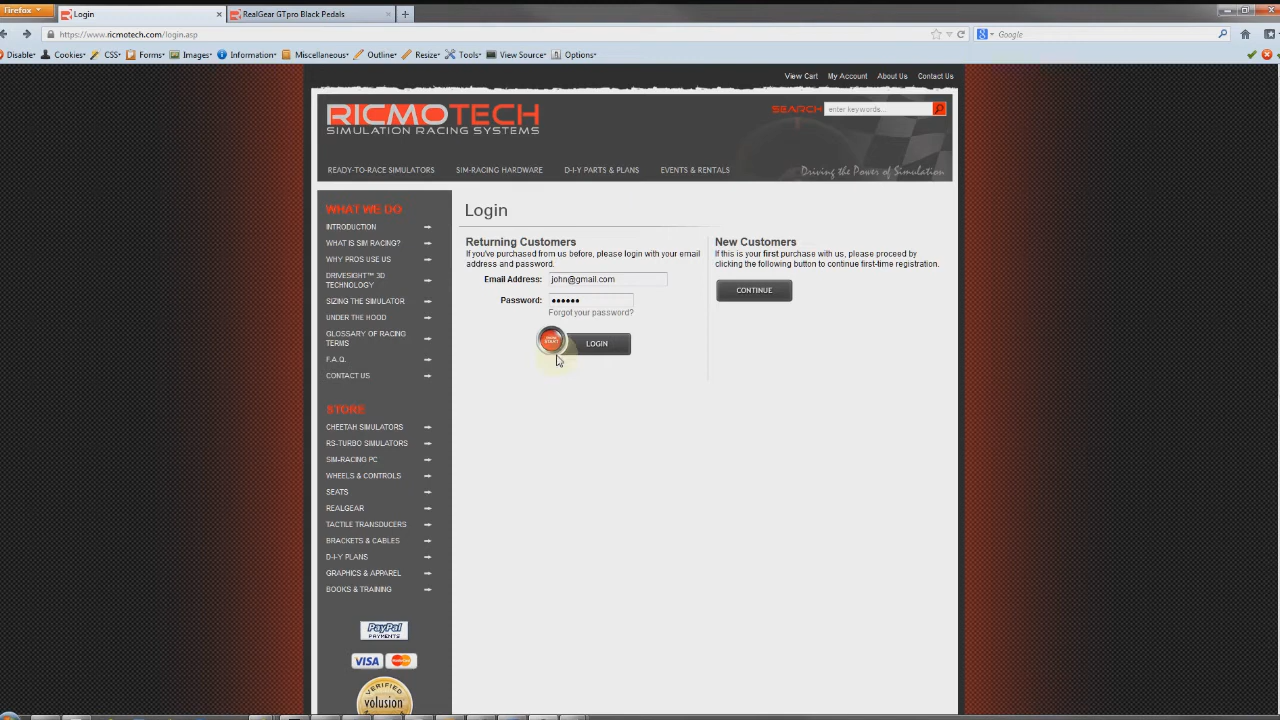 Firefox
Login
RealGear GTpro Black Pedals
https://www.ricmotech.com/login.asp
Google
Disable Cookies CSS Forms Images Information Miscellaneous Outline Resize Tools View Source Options
View Cart My Account About Us Contact Us
RICMOTECH
SIMULATION RACING SYSTEMS
SEARCH enter keywords...
READY-TO-RACE SIMULATORS SIM-RACING HARDWARE D-I-Y PARTS & PLANS EVENTS & RENTALS
Driving the Power of Simulation
WHAT WE DO
INTRODUCTION
WHAT IS SIM RACING?
WHY PROS USE US
DRIVESIGHT™ 3D
TECHNOLOGY
SIZING THE SIMULATOR
UNDER THE HOOD
GLOSSARY OF RACING
TERMS
F.A.Q.
CONTACT US
STORE
CHEETAH SIMULATORS
RS-TURBO SIMULATORS
SIM-RACING PC
WHEELS & CONTROLS
SEATS
REALGEAR
TACTILE TRANSDUCERS
BRACKETS & CABLES
D-I-Y PLANS
GRAPHICS & APPAREL
BOOKS & TRAINING
PayPal
PAYMENTS
VISA MasterCard
VERIFIED
volusion
Login
Returning Customers
If you've purchased from us before, please login with your email
address and password.
Email Address: john@gmail.com
Password: ••••••
Forgot your password?
START LOGIN
New Customers
If this is your first purchase with us, please proceed by
clicking the following button to continue first-time registration.
CONTINUE